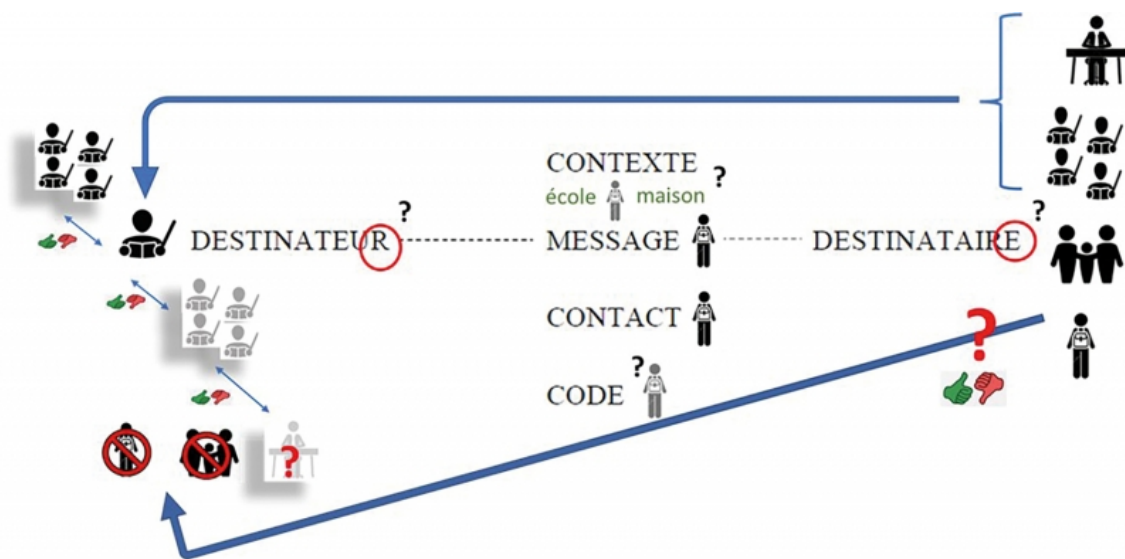 CONTEXTE ?
école maison
DESTINATEUR ? MESSAGE DESTINATAIRE ?
CONTACT
?
CODE ?
?